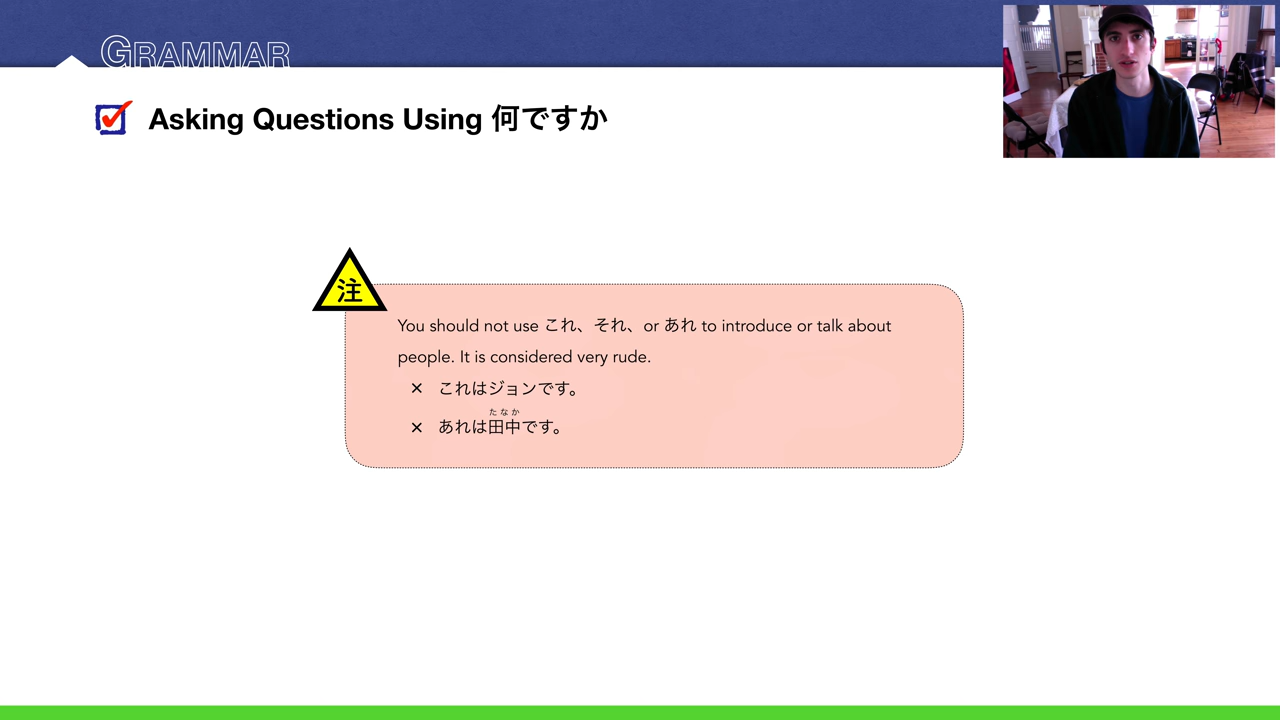 GRAMMAR
Asking Questions Using 何ですか
注
You should not use これ、それ、or あれ to introduce or talk about
people. It is considered very rude.
× これはジョンです。
たなか
× あれは田中です。